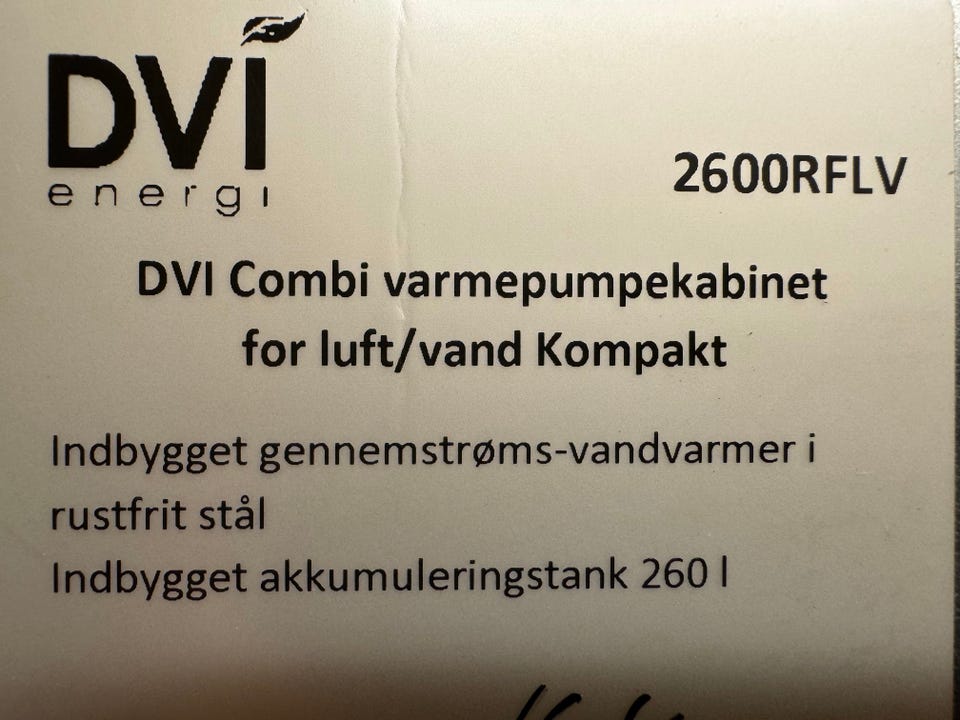 DVI
energi
2600RFLV
DVI Combi varmepumpekabinet
for luft/vand Kompakt
Indbygget gennemstrøms-vandvarmer i
rustfrit stål
Indbygget akkumuleringstank 260 l